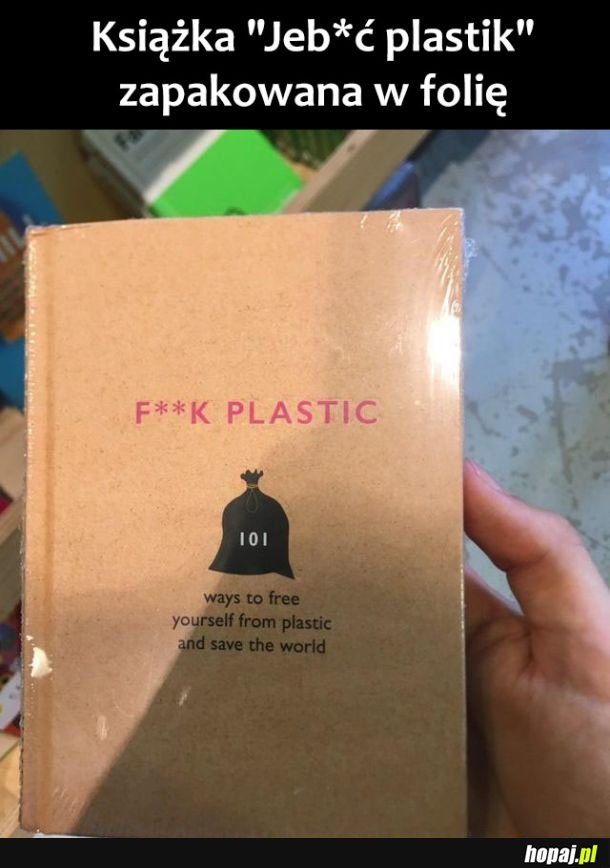 Książka "Jeb*ć plastik"
zapakowana w folię
F**K PLASTIC
101
ways to free
yourself from plastic
and save the world
hopaj.pl